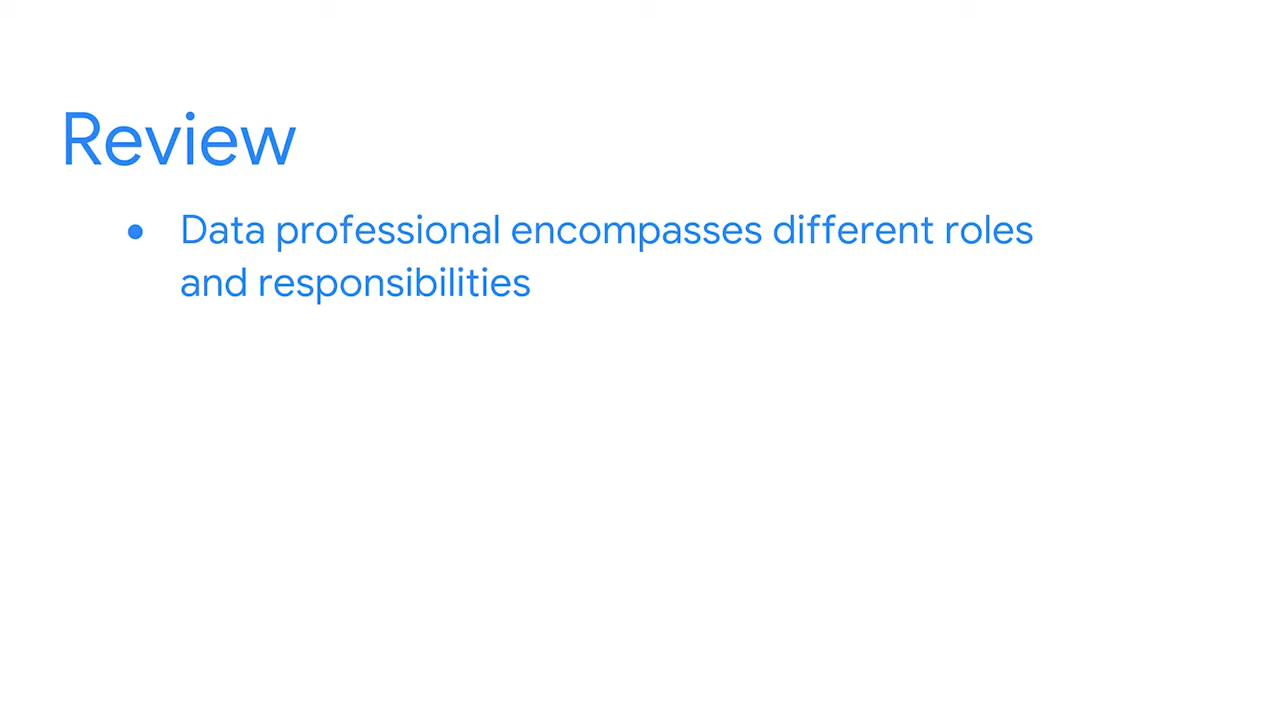 Review
• Data professional encompasses different roles
and responsibilities